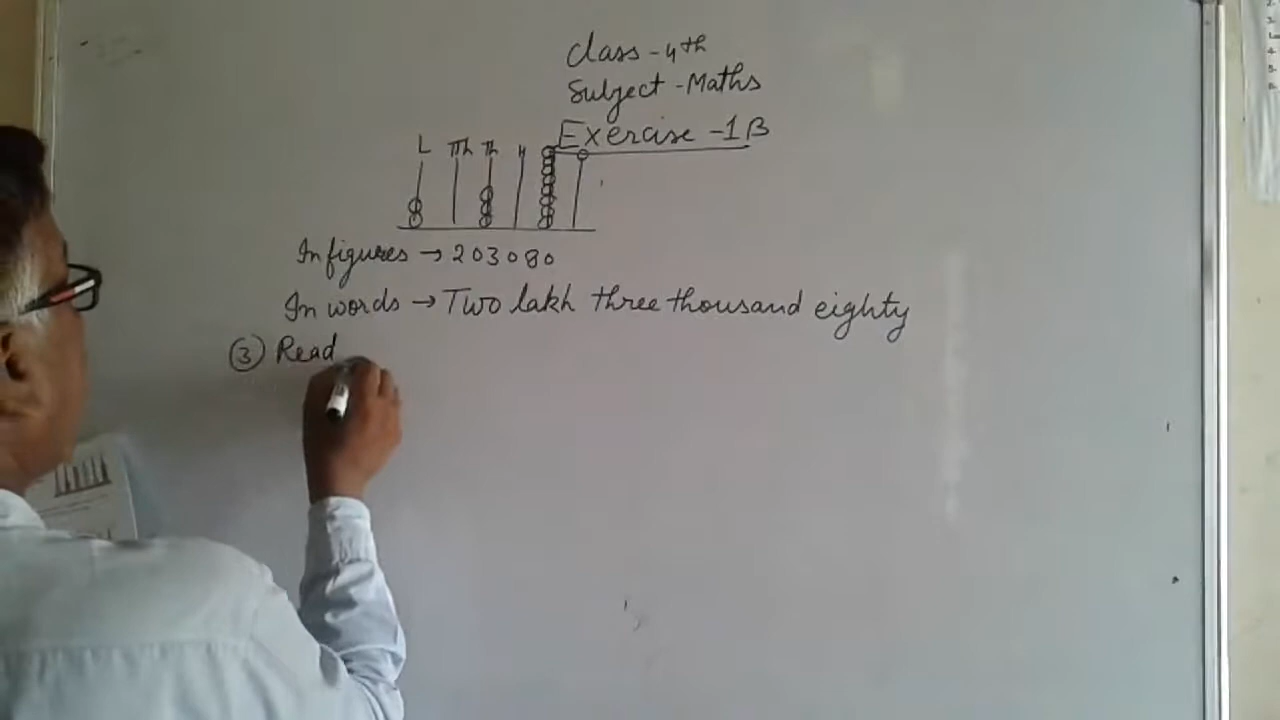 Class - 4th
Subject - Maths
Exercise - 1B
L TTh Th H
In figures → 203080
In words → Two lakh three thousand eighty
③ Read